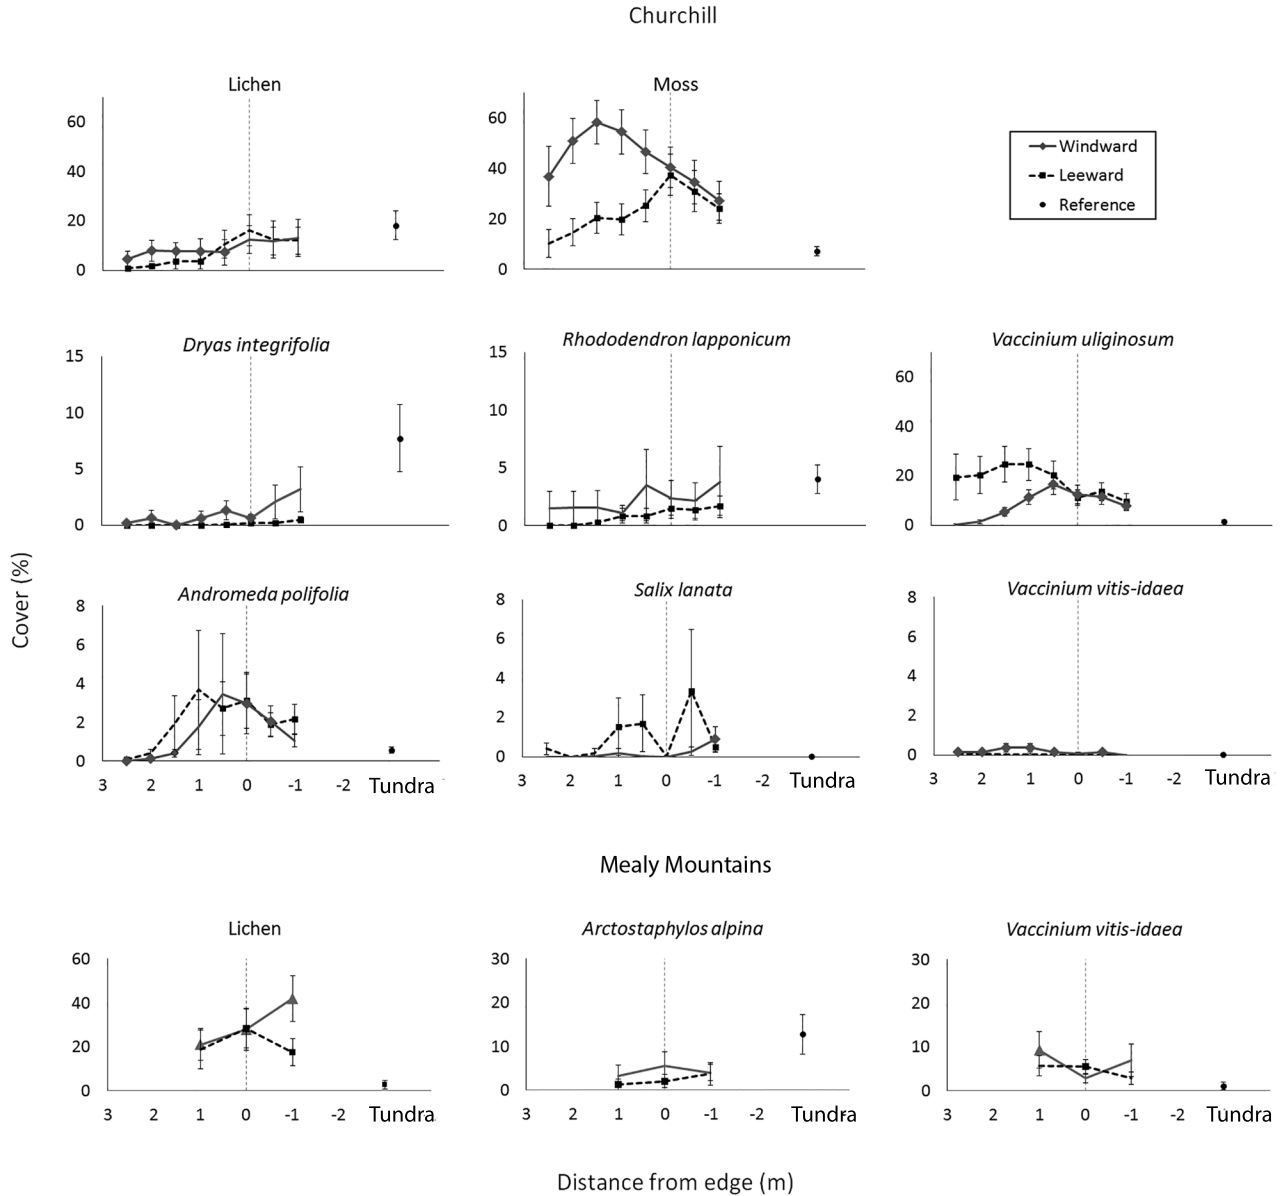 Churchill
Lichen
60
40
20
0
Moss
60
40
20
0
Windward
Leeward
Reference
Dryas integrifolia
15
10
5
0
Rhododendron lapponicum
15
10
5
0
Vaccinium uliginosum
60
40
20
0
Cover (%)
Andromeda polifolia
8
6
4
2
0
3 2 1 0 -1 -2 Tundra
Salix lanata
8
6
4
2
0
3 2 1 0 -1 -2 Tundra
Vaccinium vitis-idaea
8
6
4
2
0
3 2 1 0 -1 -2 Tundra
Mealy Mountains
Lichen
60
40
20
0
3 2 1 0 -1 -2 Tundra
Arctostaphylos alpina
30
20
10
0
3 2 1 0 -1 -2 Tundra
Vaccinium vitis-idaea
30
20
10
0
3 2 1 0 -1 -2 Tundra
Distance from edge (m)